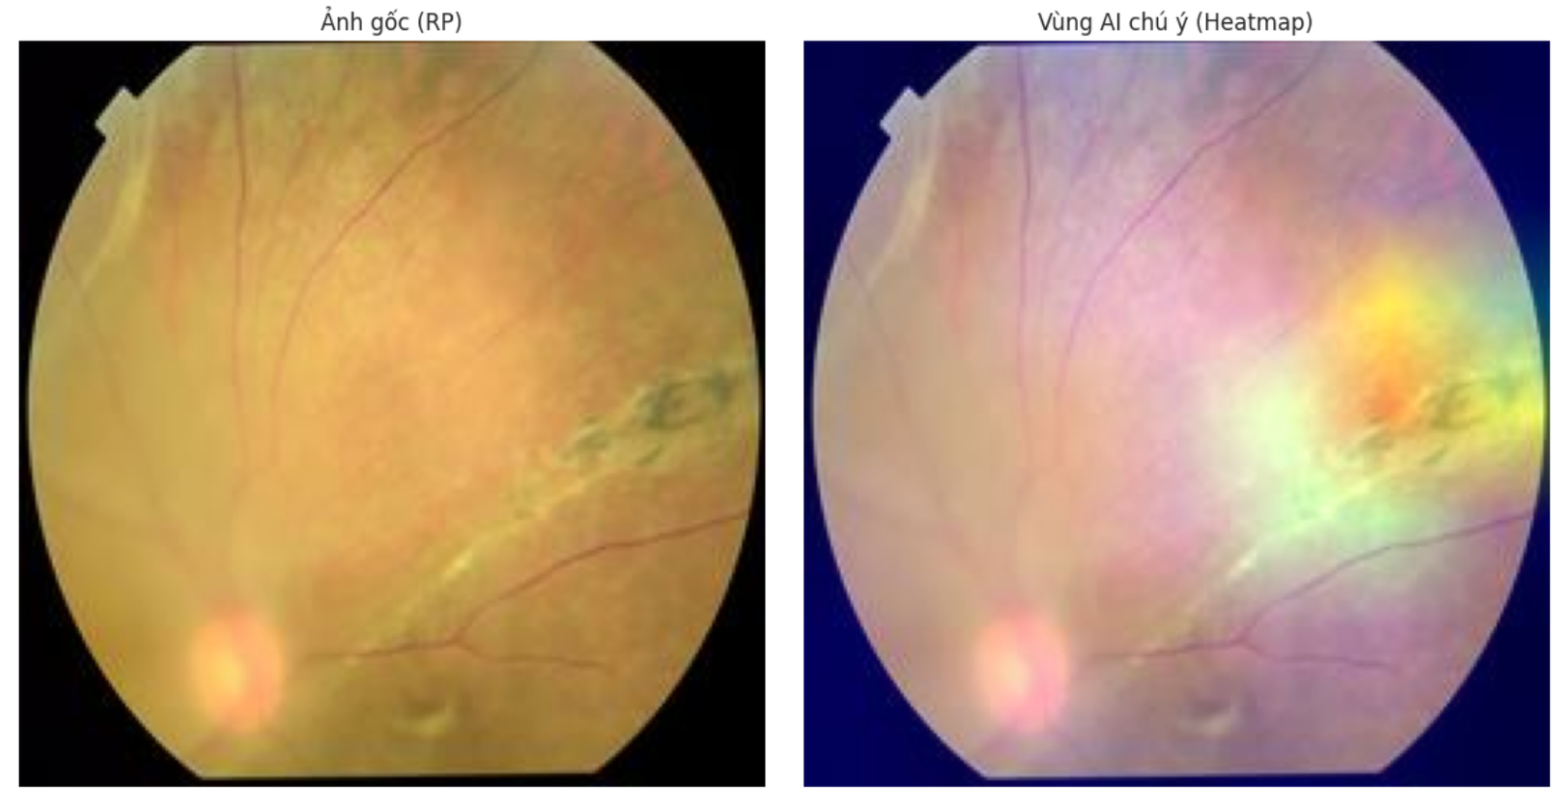 Ảnh gốc (RP)
Vùng AI chú ý (Heatmap)